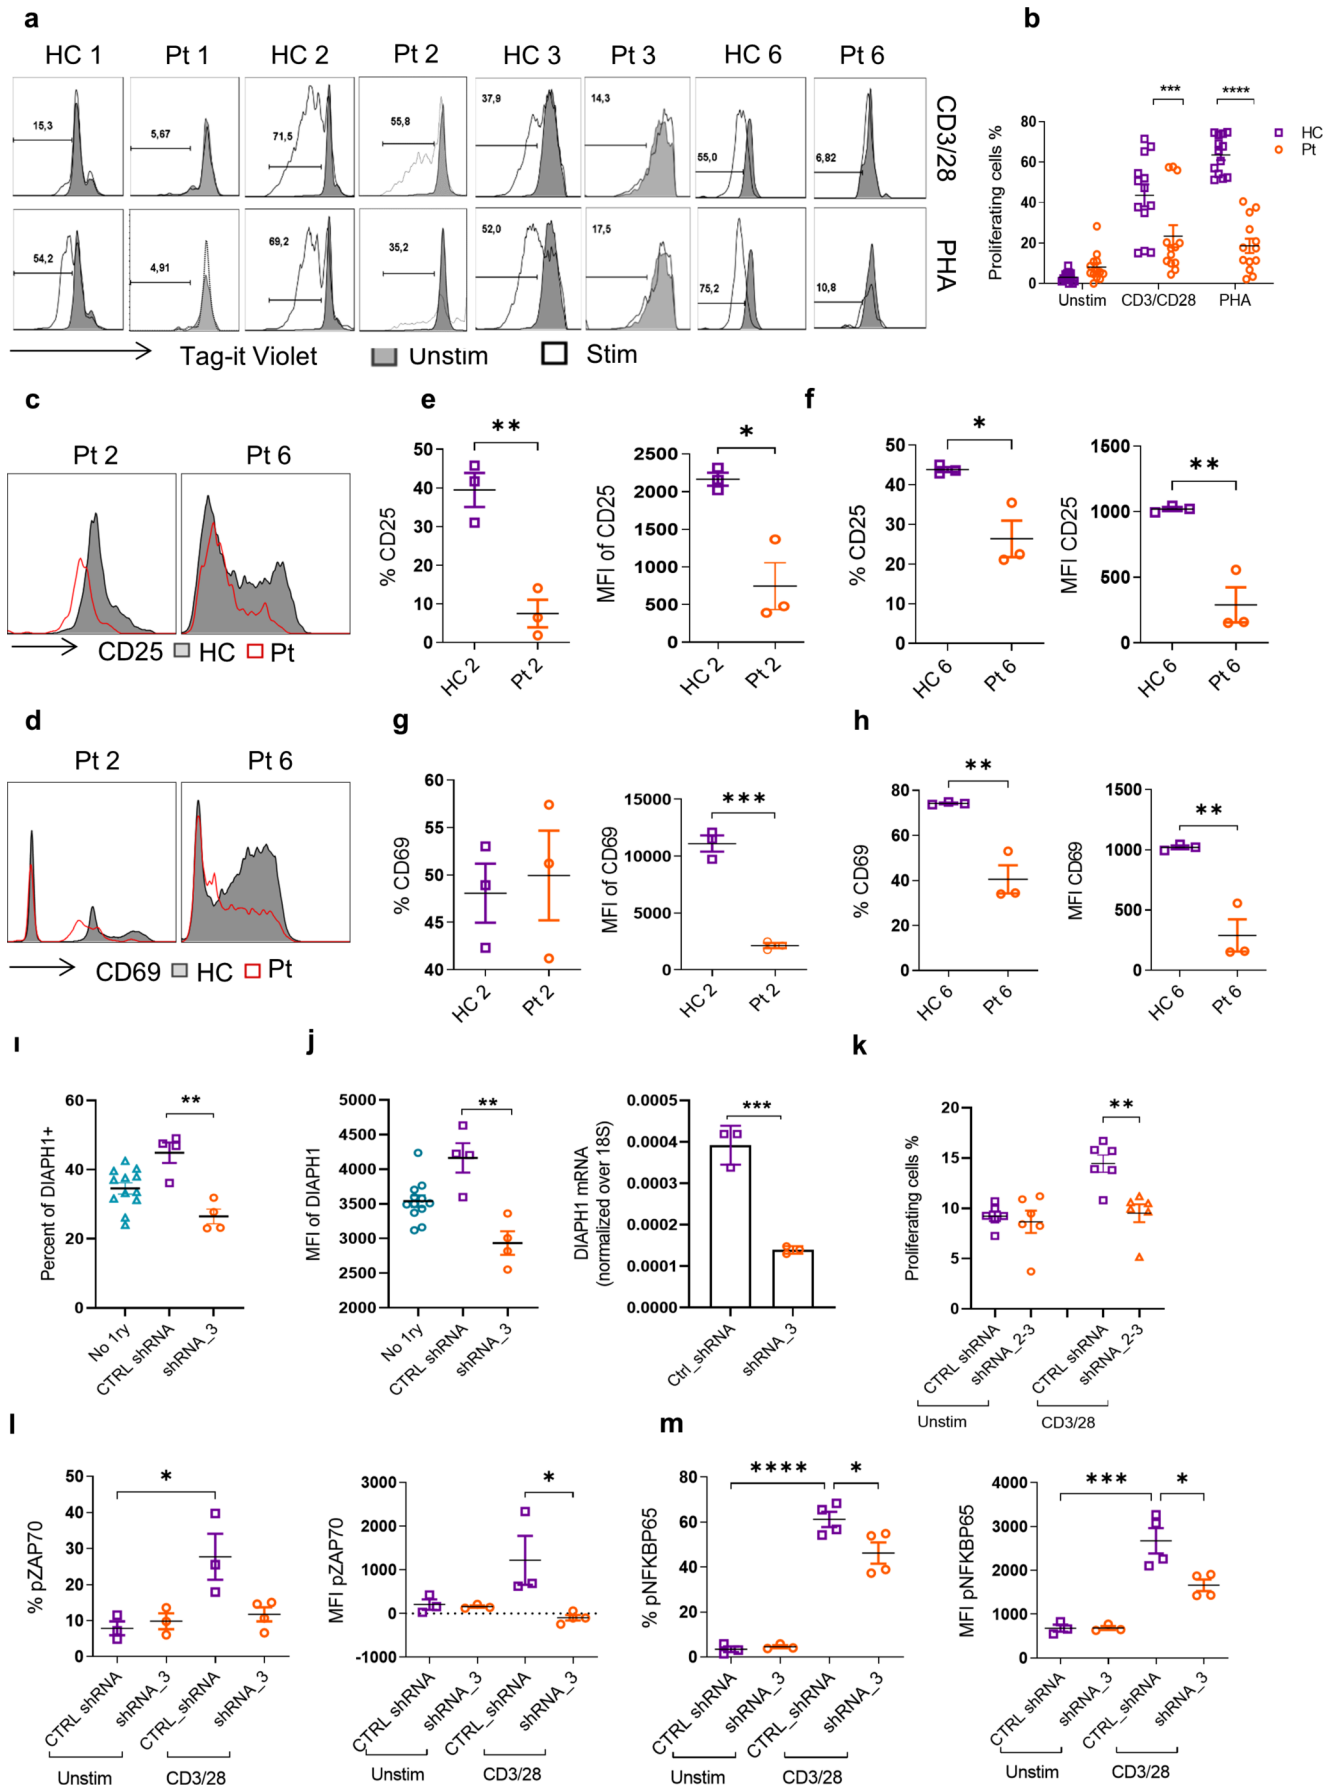 a
HC 1 Pt 1 HC 2 Pt 2 HC 3 Pt 3 HC 6 Pt 6
15,3 5,67 71,5 55,8 37,9 14,3 55,0 6,82
CD3/28
54,2 4,91 69,2 35,2 52,0 17,5 75,2 10,8
PHA
Tag-it Violet Unstim Stim
b
*** ****
Proliferating cells %
80
60
40
20
0
Unstim CD3/CD28 PHA
HC
Pt
c
Pt 2 Pt 6
CD25 HC Pt
e
**
% CD25
50
40
30
20
10
0
HC 2 Pt 2
*
MFI of CD25
2500
2000
1500
1000
500
0
HC 2 Pt 2
f
*
% CD25
50
40
30
20
10
0
HC 6 Pt 6
**
MFI CD25
1500
1000
500
0
HC 6 Pt 6
d
Pt 2 Pt 6
CD69 HC Pt
g
% CD69
60
55
50
45
40
HC 2 Pt 2
***
MFI of CD69
15000
10000
5000
0
HC 2 Pt 2
h
**
% CD69
80
60
40
20
0
HC 6 Pt 6
**
MFI CD69
1500
1000
500
0
HC 6 Pt 6
i
**
Percent of DIAPH1+
60
40
20
0
No 1ry CTRL shRNA shRNA_3
j
**
MFI of DIAPH1
5000
4500
4000
3500
3000
2500
2000
No 1ry CTRL shRNA shRNA_3
***
DIAPH1 mRNA
(normalized over 18S)
0.0005
0.0004
0.0003
0.0002
0.0001
0.0000
Ctrl_shRNA shRNA_3
k
**
Proliferating cells %
20
15
10
5
0
CTRL shRNA shRNA_2-3 CTRL shRNA shRNA_2-3
Unstim CD3/28
l
*
% pZAP70
50
40
30
20
10
0
CTRL shRNA shRNA_3 CTRL_shRNA shRNA_3
Unstim CD3/28
*
MFI pZAP70
3000
2000
1000
0
-1000
CTRL shRNA shRNA_3 CTRL_shRNA shRNA_3
Unstim CD3/28
m
**** *
% pNFKBP65
80
60
40
20
0
CTRL shRNA shRNA_3 CTRL_shRNA shRNA_3
Unstim CD3/28
*** *
MFI pNFKBP65
4000
3000
2000
1000
0
CTRL shRNA shRNA_3 CTRL_shRNA shRNA_3
Unstim CD3/28